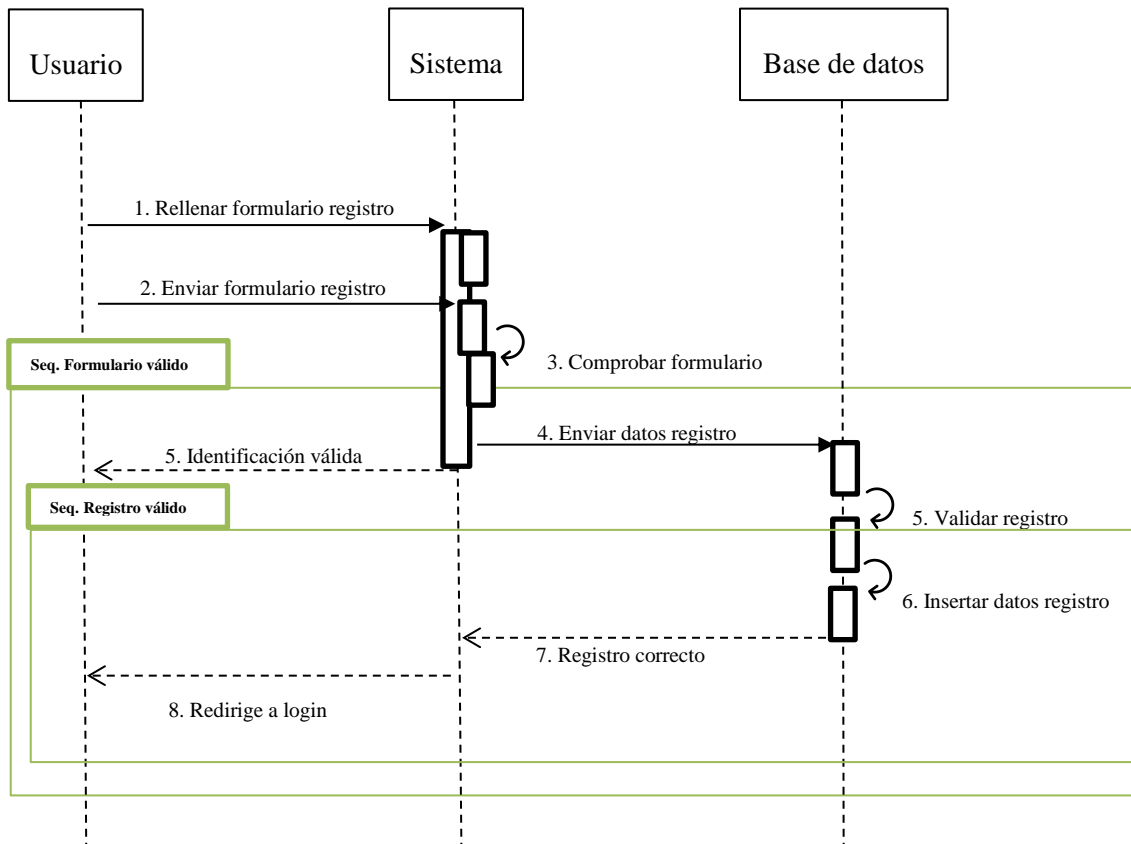 Usuario
Sistema
Base de datos
1. Rellenar formulario registro
2. Enviar formulario registro
Seq. Formulario válido
3. Comprobar formulario
4. Enviar datos registro
5. Identificación válida
Seq. Registro válido
5. Validar registro
6. Insertar datos registro
7. Registro correcto
8. Redirige a login